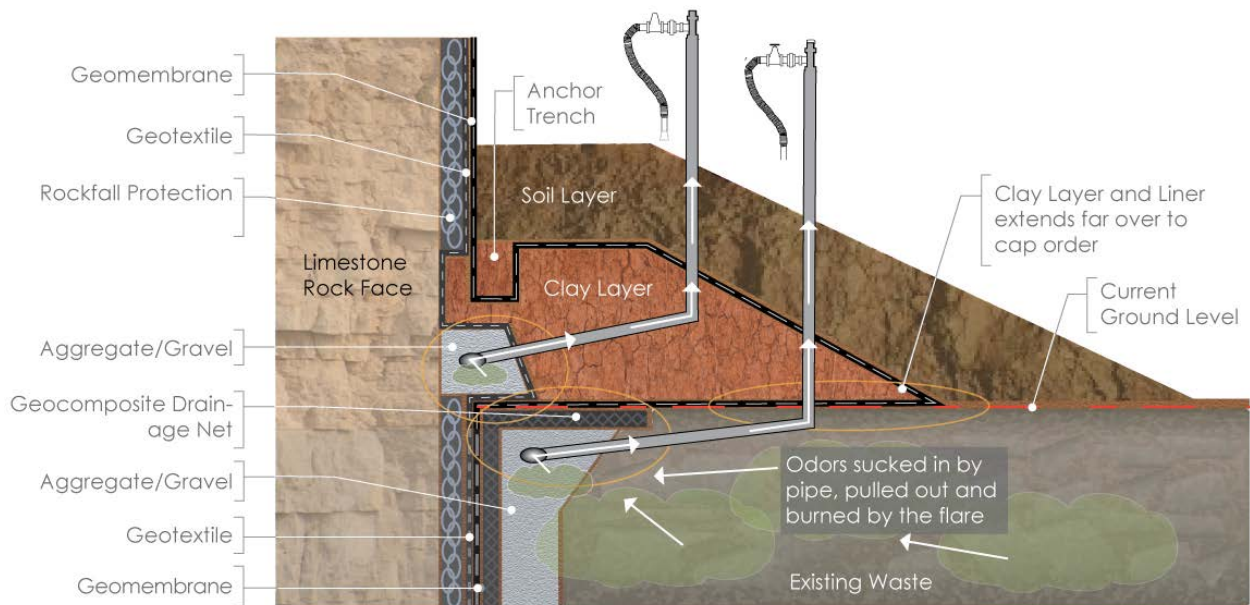 Geomembrane
Geotextile
Rockfall Protection
Limestone
Rock Face
Aggregate/Gravel
Geocomposite Drain-
age Net
Aggregate/Gravel
Geotextile
Geomembrane
Anchor
Trench
Soil Layer
Clay Layer
Clay Layer and Liner
extends far over to
cap order
Current
Ground Level
Odors sucked in by
pipe, pulled out and
burned by the flare
Existing Waste